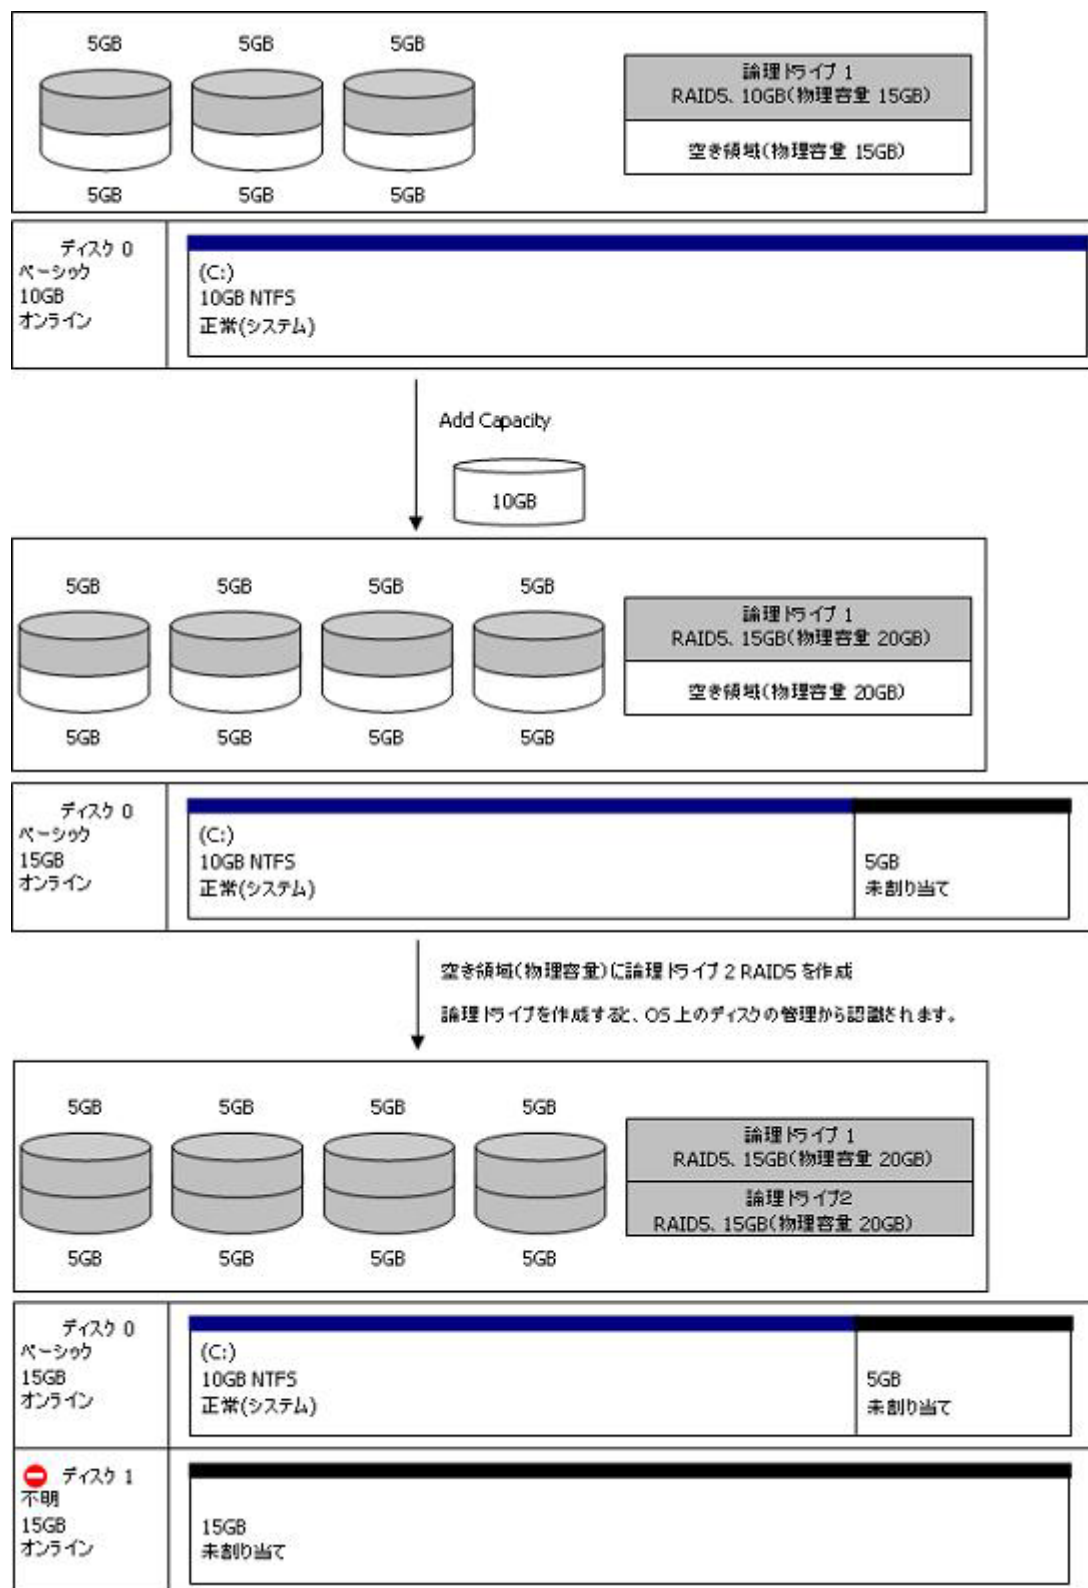 5GB 5GB 5GB
論理ドライブ 1
RAID5、10GB(物理容量 15GB)
空き領域(物理容量 15GB)
5GB 5GB 5GB
ディスク 0
ベーシック
10GB
オンライン
(C:)
10GB NTFS
正常(システム)
Add Capacity
10GB
5GB 5GB 5GB 5GB
論理ドライブ 1
RAID5、15GB(物理容量 20GB)
空き領域(物理容量 20GB)
5GB 5GB 5GB 5GB
ディスク 0
ベーシック
15GB
オンライン
(C:)
10GB NTFS
正常(システム)
5GB
未割り当て
空き領域(物理容量)に論理ドライブ 2 RAID5 を作成
論理ドライブを作成すると、OS 上のディスクの管理から認識されます。
5GB 5GB 5GB 5GB
論理ドライブ 1
RAID5、15GB(物理容量 20GB)
論理ドライブ2
RAID5、15GB(物理容量 20GB)
5GB 5GB 5GB 5GB
ディスク 0
ベーシック
15GB
オンライン
(C:)
10GB NTFS
正常(システム)
5GB
未割り当て
ディスク 1
不明
15GB
オンライン
15GB
未割り当て